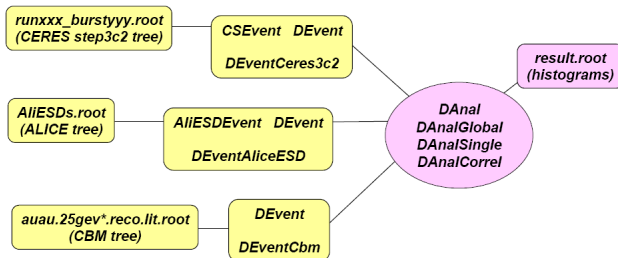 runxxx_burstyyy.root
(CERES step3c2 tree)
CSEvent DEvent
DEventCeres3c2
result.root
(histograms)
AliESDs.root
(ALICE tree)
AliESDEvent DEvent
DEventAliceESD
DAnal
DAnalGlobal
DAnalSingle
DAnalCorrel
auau.25gev*.reco.lit.root
(CBM tree)
DEvent
DEventCbm